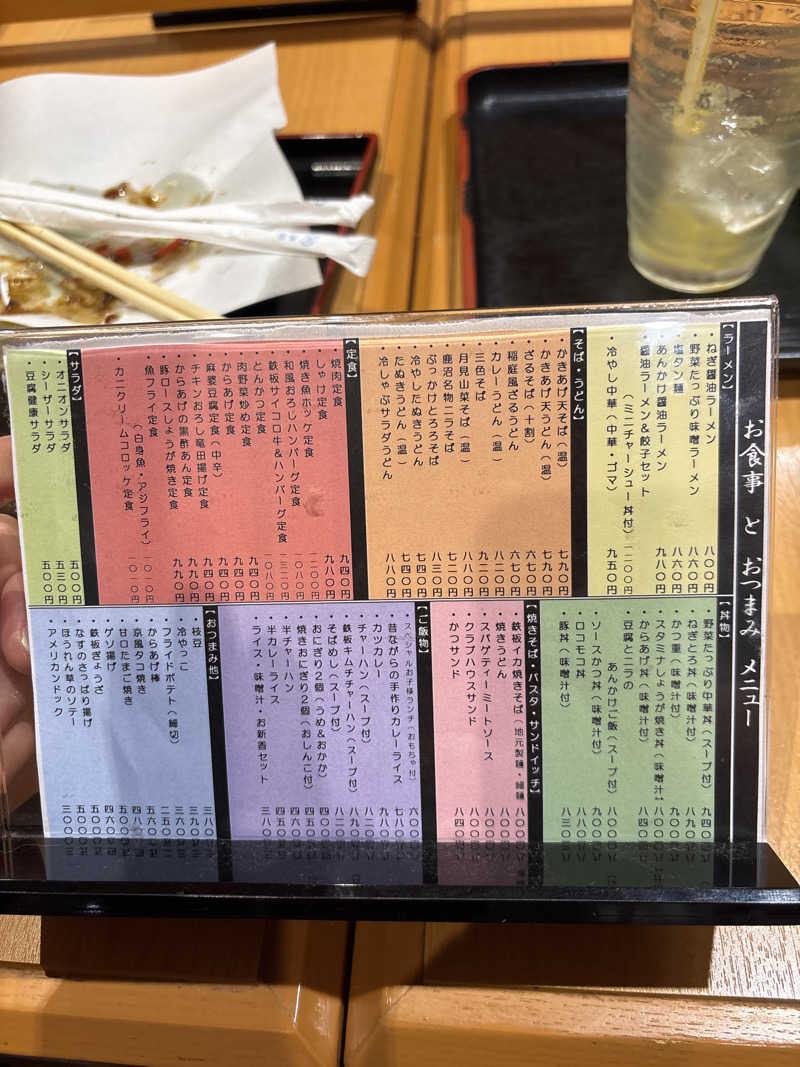 お食事 と おつまみ メニュー
【ラーメン】
・ねぎ醤油ラーメン 八〇〇円
・野菜たっぷり味噌ラーメン 八六〇円
・塩タン麺 八六〇円
・あんかけ醤油ラーメン 九八〇円
・醤油ラーメン＆餃子セット
（ミニチャーシュー丼付）一二〇〇円
・冷やし中華（中華・ゴマ） 九五〇円
【そば・うどん】
・かきあげ天そば（温） 七九〇円
・かきあげ天うどん（温） 七九〇円
・ざるそば（十割） 六七〇円
・稲庭風ざるうどん 六七〇円
・カレーうどん（温） 八二〇円
・三色そば 九二〇円
・月見山菜そば（温） 八八〇円
・鹿沼名物ニラそば 七二〇円
・ぶっかけとろろそば 八三〇円
・冷やしたぬきうどん 七四〇円
・たぬきうどん（温） 七四〇円
・冷しゃぶサラダうどん 八八〇円
【定食】
・焼肉定食 九四〇円
・しゃけ定食 九八〇円
・焼き魚ホッケ定食 一二〇〇円
・和風おろしハンバーグ定食 一〇八〇円
・鉄板サイコロ牛＆ハンバーグ定食 一三二〇円
・とんかつ定食 一〇八〇円
・肉野菜炒め定食 九四〇円
・からあげ定食 九四〇円
・麻婆豆腐定食（中辛） 九四〇円
・チキンおろし竜田揚げ定食 九四〇円
・からあげの黒酢あん定食 九九〇円
・豚ロースしょうが焼き定食 九九〇円
・魚フライ定食
（白身魚・アジフライ）一〇一〇円
・カニクリームコロッケ定食 一〇一〇円
【サラダ】
・オニオンサラダ 五〇〇円
・シーザーサラダ 五三〇円
・豆腐健康サラダ 五〇〇円
【丼物】
・野菜たっぷり中華丼（スープ付） 九四〇円
・ねぎとろ丼（味噌汁付） 八九〇円
・かつ重（味噌汁付） 九九〇円
・スタミナしょうが焼き丼（味噌汁付） 九七〇円
・からあげ丼（味噌汁付） 八〇〇円
・豆腐とニラの
あんかけご飯（スープ付） 八四〇円
・ソースかつ丼（味噌汁付） 九〇〇円
・ロコモコ丼 八八〇円
・豚丼（味噌汁付） 八三〇円
【焼きそば・パスタ・サンドイッチ】
・鉄板イカ焼きそば（地元製麺・細麺
・焼きうどん 八〇〇円
・スパゲティーミートソース 八〇〇円
・クラブハウスサンド 八八〇円
・かつサンド 八四〇円
【ご飯物】
・スペシャルお子様ランチ（おもちゃ付） 六〇〇円
・昔ながらの手作りカレーライス 七八〇円
・カツカレー 九八〇円
・チャーハン（スープ付） 八二〇円
・鉄板キムチチャーハン（スープ付） 九〇〇円
・そばめし（スープ付） 八二〇円
・おにぎり２個（うめ＆おかか） 四〇〇円
・焼きおにぎり２個（おしんこ付） 四五〇円
・半チャーハン
・半カレーライス 四五〇円
・ライス・味噌汁・お新香セット 三八〇円
【おつまみ他】
・枝豆 三八〇円
・冷やっこ 三五〇円
・フライドポテト（細切） 二五〇円
・からあげ棒 五六〇円
・京風タコ焼き 四八〇円
・甘口たまご焼き 五〇〇円
・ゲソ揚げ 四六〇円
・鉄板ぎょうざ 五〇〇円
・なすのさっぱり揚げ 五〇〇円
・ほうれん草のソテー 四〇〇円
・アメリカンドック 三〇〇円